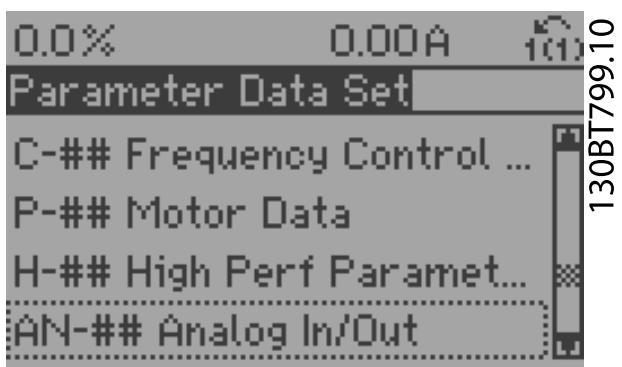 0.0% 0.00A 1(1)
Parameter Data Set
C-## Frequency Control ...
P-## Motor Data
H-## High Perf Paramet...
AN-## Analog In/Out
130BT799.10